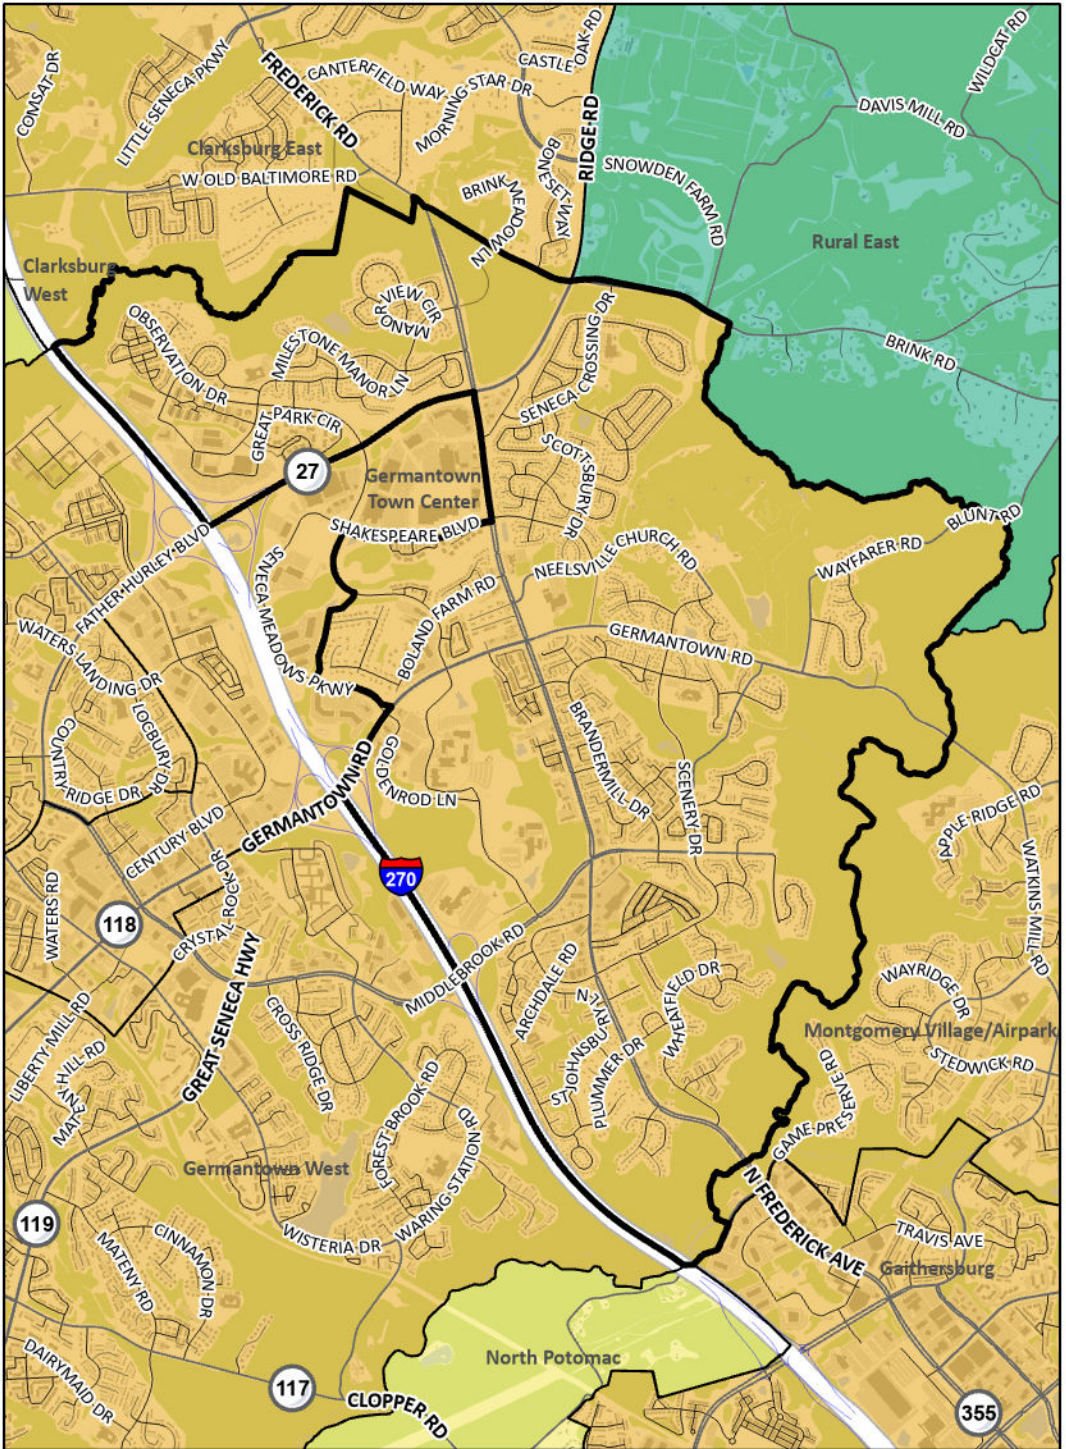 COMSAT DR
LITTLE SENECA PKWY
FREDERICK RD
CANTERFIELD WAY
MORNING STAR DR
CASTLE OAK RD
RIDGE RD
WILDCAT RD
DAVIS MILL RD
Clarksburg East
W OLD BALTIMORE RD
BRINK MEADOW LN
BONESET WAY
SNOWDEN FARM RD
Rural East
Clarksburg
West
OBSERVATION DR
MANOR VIEW CIR
MILESTONE MANOR LN
SENECA CROSSING DR
BRINK RD
GREAT PARK CIR
27
Germantown
Town Center
SCOTTSBURY DR
SHAKESPEARE BLVD
BLUNT RD
FATHER HURLEY BLVD
SENECA MEADOWS PKWY
NEELSVILLE CHURCH RD
WAYFARER RD
BOLAND FARM RD
WATERS LANDING DR
GERMANTOWN RD
COUNTRY RIDGE DR
LOCBURY DR
GOLDENROD LN
BRANDERMILL DR
SCENERY DR
CENTURY BLVD
GERMANTOWN RD
APPLE RIDGE RD
WATKINS MILL RD
270
WATERS RD
118
CRYSTAL ROCK DR
GREAT SENECA HWY
MIDDLEBROOK RD
ARCHDALE RD
WHEATFIELD DR
WAYRIDGE DR
LIBERTY MILL RD
CROSS RIDGE DR
ST JOHNSBURY LN
PLUMMER DR
Montgomery Village/Airpark
STEDWICK RD
MATENY HILL RD
FOREST BROOK RD
WARING STATION RD
GAME PRESERVE RD
Germantown West
N FREDERICK AVE
119
CINNAMON DR
MATENY RD
WISTERIA DR
TRAVIS AVE
Gaithersburg
North Potomac
DAIRYMAID DR
117
CLOPPER RD
355